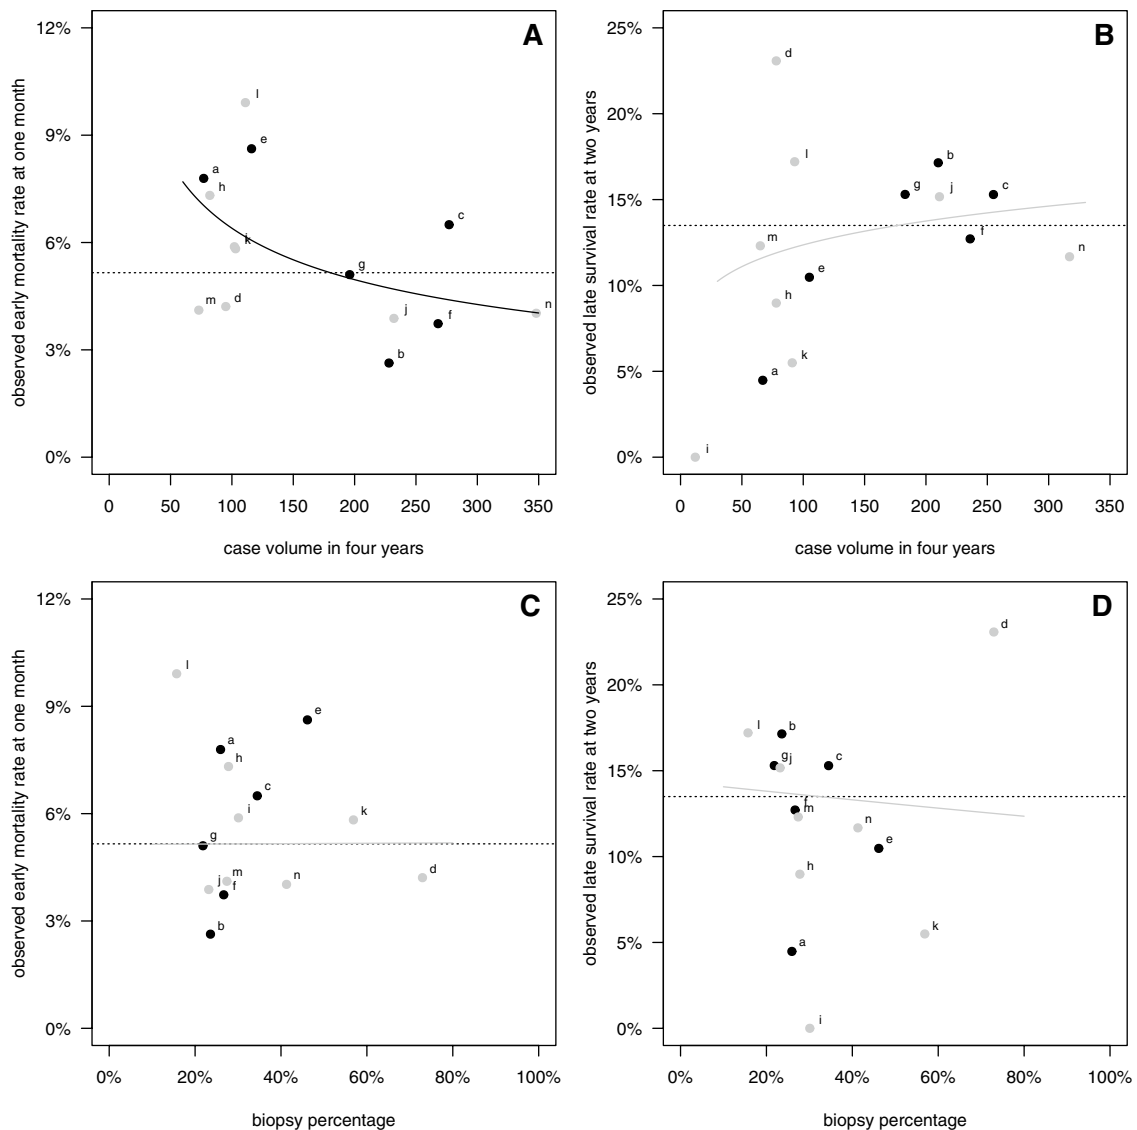 A
observed early mortality rate at one month
12%
9%
6%
3%
0%
l
e
a
h
k
c
g
m
d
j
f
n
b
0 50 100 150 200 250 300 350
case volume in four years
B
observed late survival rate at two years
25%
20%
15%
10%
5%
0%
d
l
b
g
j
c
m
f
n
e
h
k
a
i
0 50 100 150 200 250 300 350
case volume in four years
C
observed early mortality rate at one month
12%
9%
6%
3%
0%
l
e
a
h
c
i
k
g
m
j
f
n
d
b
0% 20% 40% 60% 80% 100%
biopsy percentage
D
observed late survival rate at two years
25%
20%
15%
10%
5%
0%
d
l
b
g
j
c
f
m
n
e
h
k
a
i
0% 20% 40% 60% 80% 100%
biopsy percentage